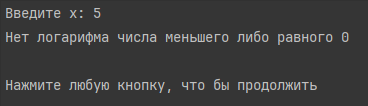 Введите x: 5
Нет логарифма числа меньшего либо равного 0
Нажмите любую кнопку, что бы продолжить